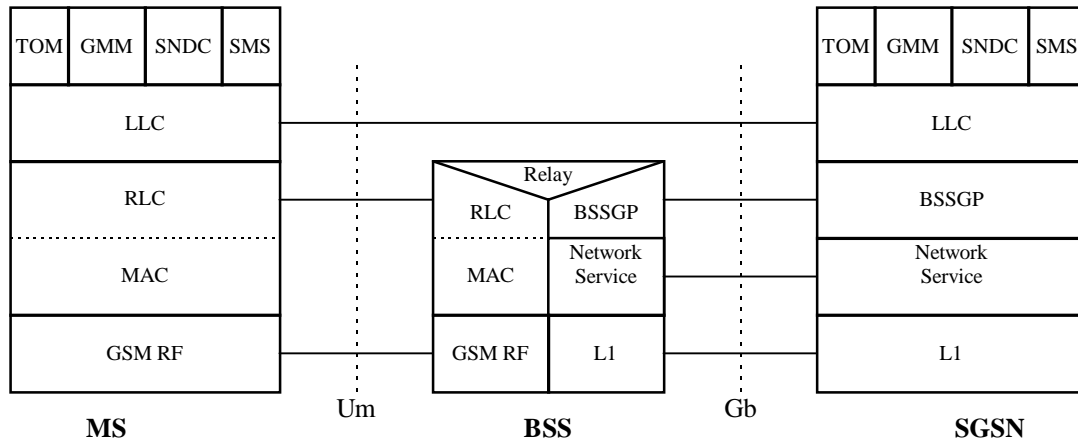 TOM GMM SNDC SMS TOM GMM SNDC SMS
LLC LLC
Relay
RLC RLC BSSGP BSSGP
MAC MAC Network Service Network Service
GSM RF GSM RF L1 L1
Um Gb
MS BSS SGSN